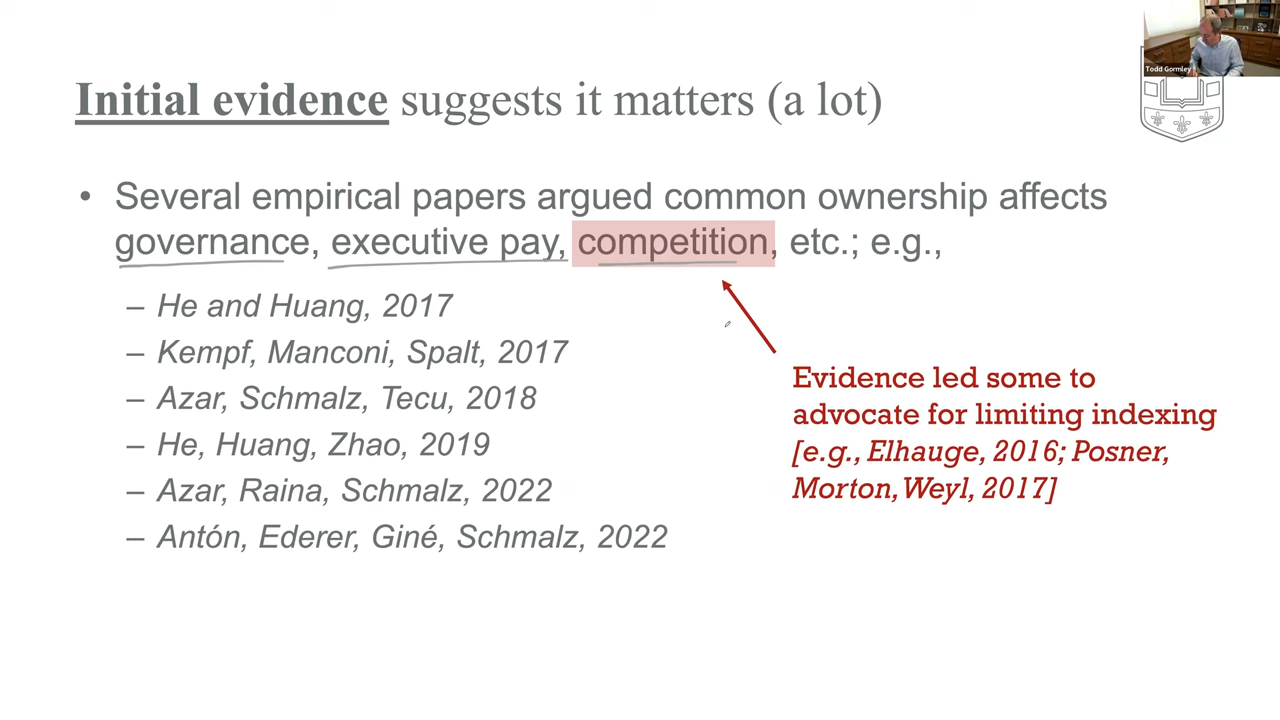 Todd Gormley
Initial evidence suggests it matters (a lot)
• Several empirical papers argued common ownership affects
governance, executive pay, competition, etc.; e.g.,
– He and Huang, 2017
– Kempf, Manconi, Spalt, 2017
– Azar, Schmalz, Tecu, 2018
– He, Huang, Zhao, 2019
– Azar, Raina, Schmalz, 2022
– Antón, Ederer, Giné, Schmalz, 2022
Evidence led some to
advocate for limiting indexing
[e.g., Elhauge, 2016; Posner,
Morton, Weyl, 2017]